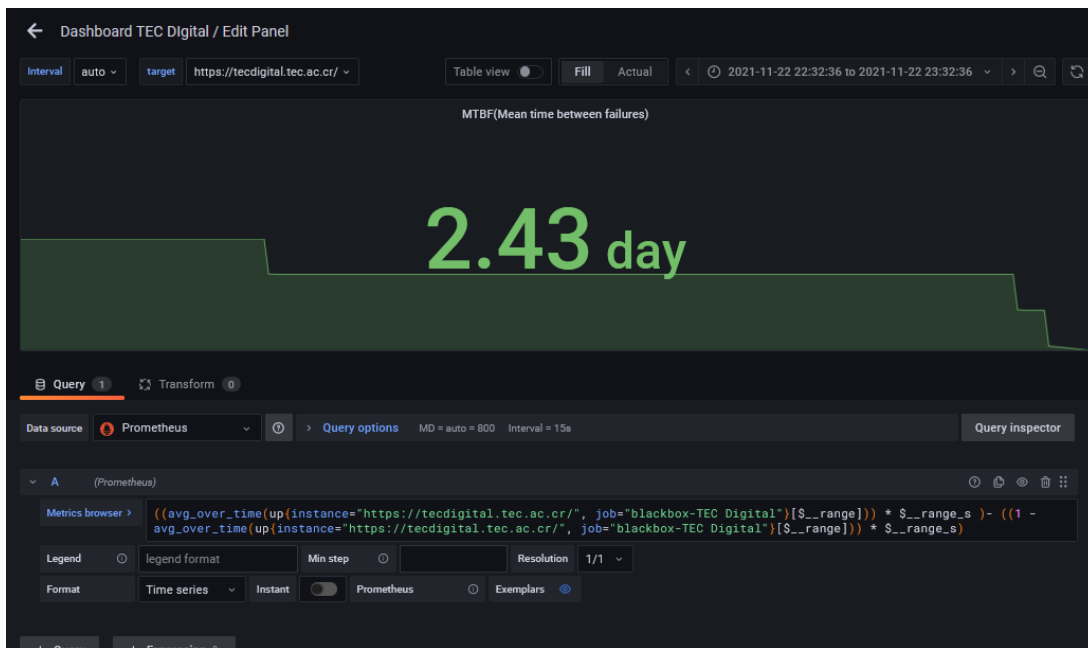 Dashboard TEC DIgital / Edit Panel
Interval auto target https://tecdigital.tec.ac.cr/ Table view Fill Actual 2021-11-22 22:32:36 to 2021-11-22 23:32:36
MTBF(Mean time between failures)
2.43 day
Query 1 Transform 0
Data source Prometheus Query options MD = auto = 800 Interval = 15s Query inspector
A (Prometheus)
Metrics browser > ((avg_over_time(up{instance="https://tecdigital.tec.ac.cr/", job="blackbox-TEC Digital"}[$__range])) * $__range_s )- ((1 -
avg_over_time(up{instance="https://tecdigital.tec.ac.cr/", job="blackbox-TEC Digital"}[$__range])) * $__range_s)
Legend legend format Min step Resolution 1/1
Format Time series Instant Prometheus Exemplars